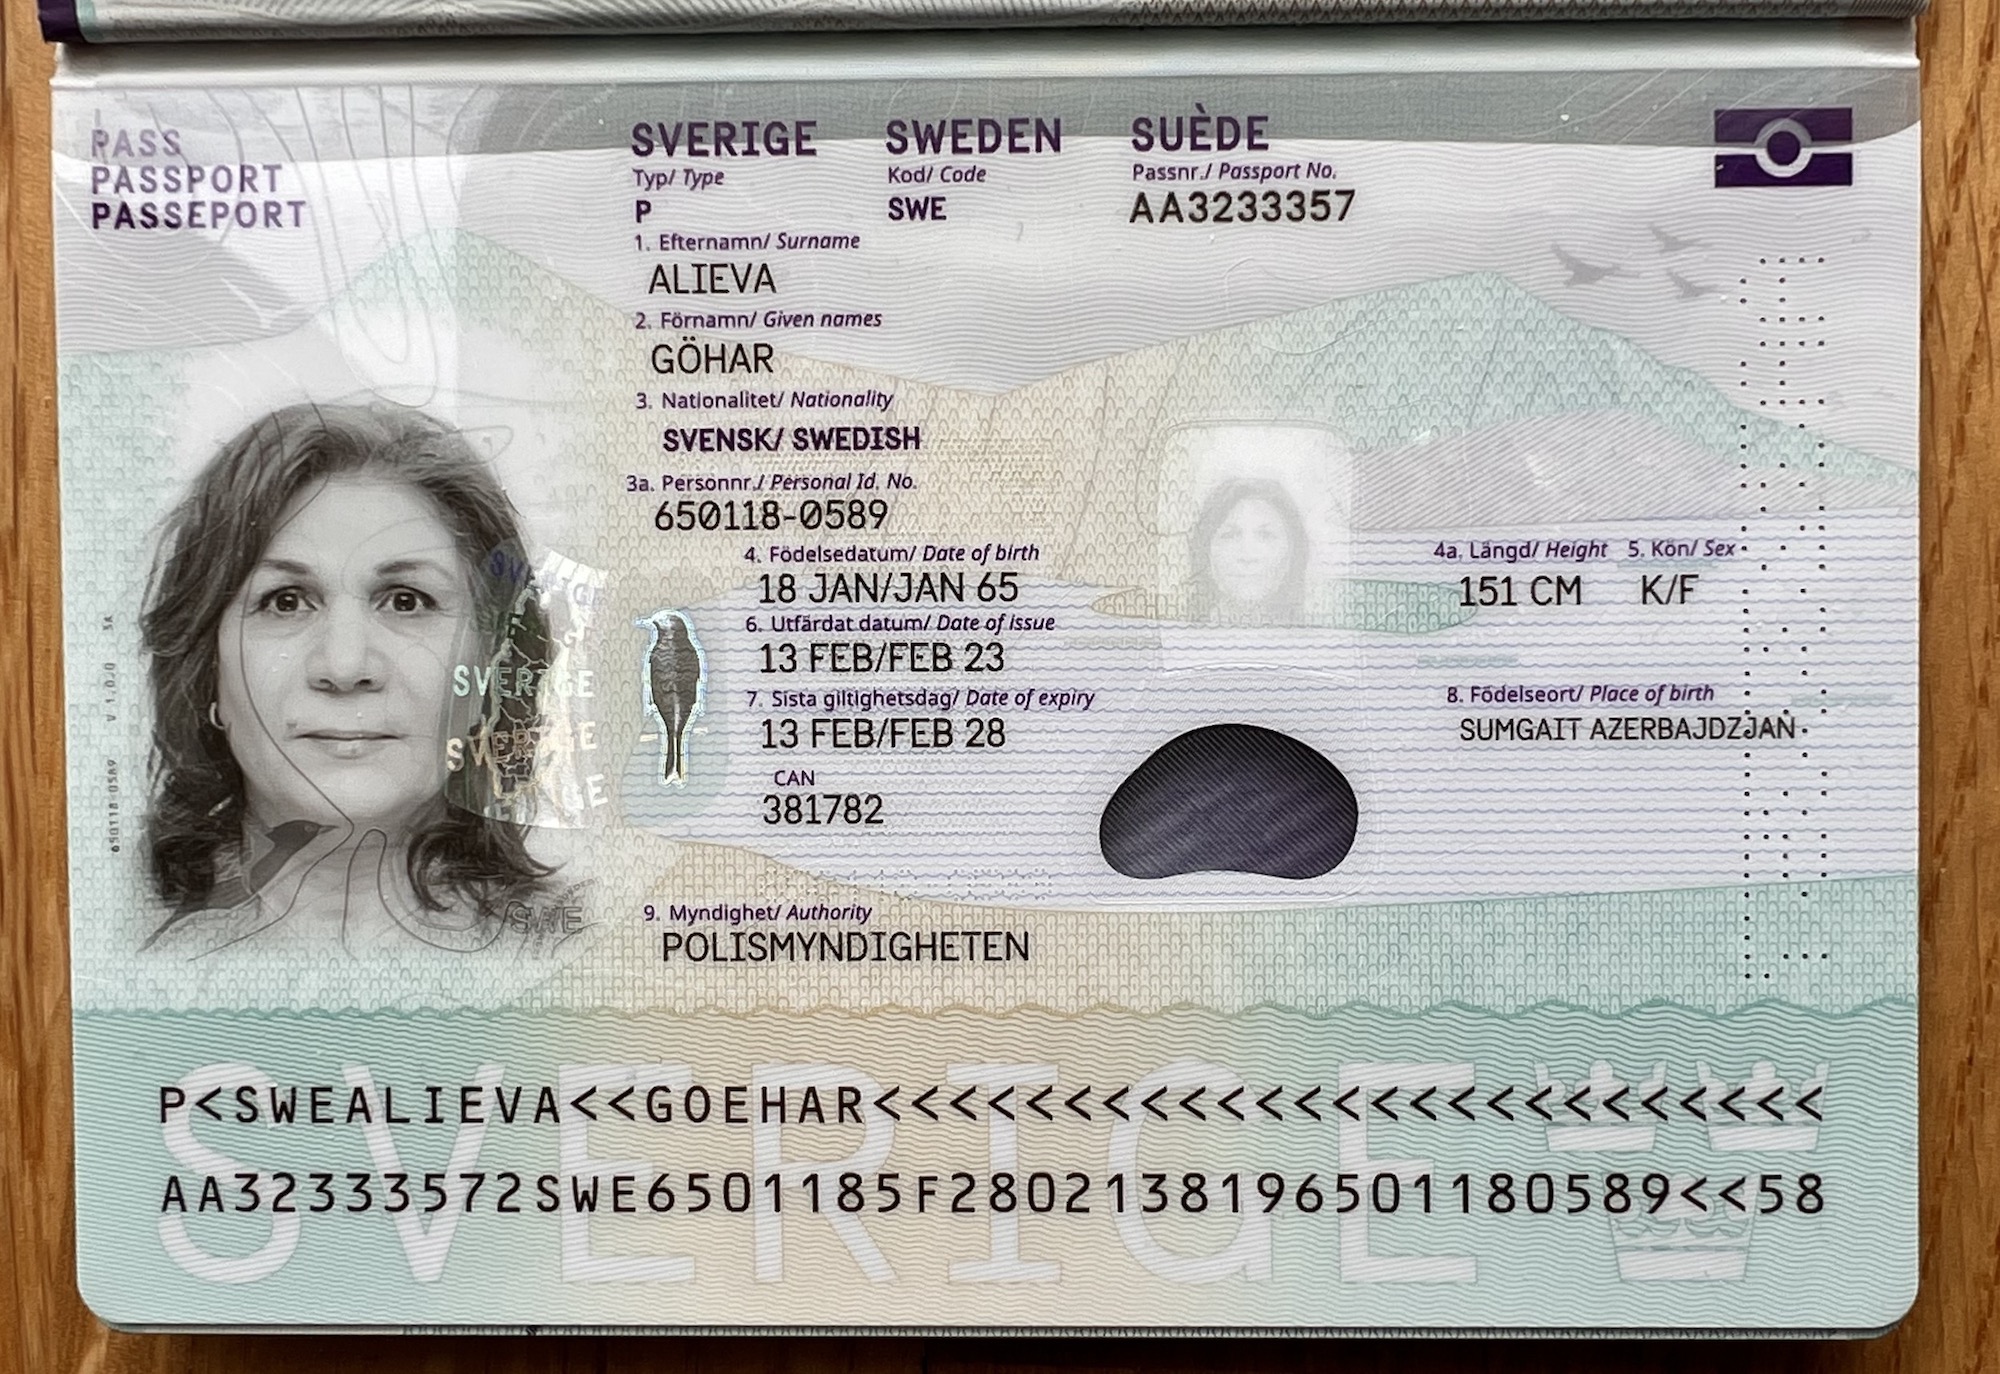 PASS
PASSPORT
PASSEPORT
SVERIGE SWEDEN SUÈDE
Typ/ Type Kod/ Code Passnr./ Passport No.
P SWE AA3233357
1. Efternamn/ Surname
ALIEVA
2. Förnamn/ Given names
GÖHAR
3. Nationalitet/ Nationality
SVENSK/ SWEDISH
3a. Personnr./ Personal Id. No.
650118-0589
4. Födelsedatum/ Date of birth 4a. Längd/ Height 5. Kön/ Sex
18 JAN/JAN 65 151 CM K/F
6. Utfärdat datum/ Date of issue
13 FEB/FEB 23
7. Sista giltighetsdag/ Date of expiry 8. Födelseort/ Place of birth
13 FEB/FEB 28 SUMGAIT AZERBAJDZJAN
CAN
381782
9. Myndighet/ Authority
POLISMYNDIGHETEN
SVERIGE
SVERIGE
SVERIGE
SWE
650118-0589 V 1.0.0
SVERIGE
P<SWEALIEVA<<GOEHAR<<<<<<<<<<<<<<<<<<<<<<<<<
AA32333572SWE6501185F2802138196501180589<<58